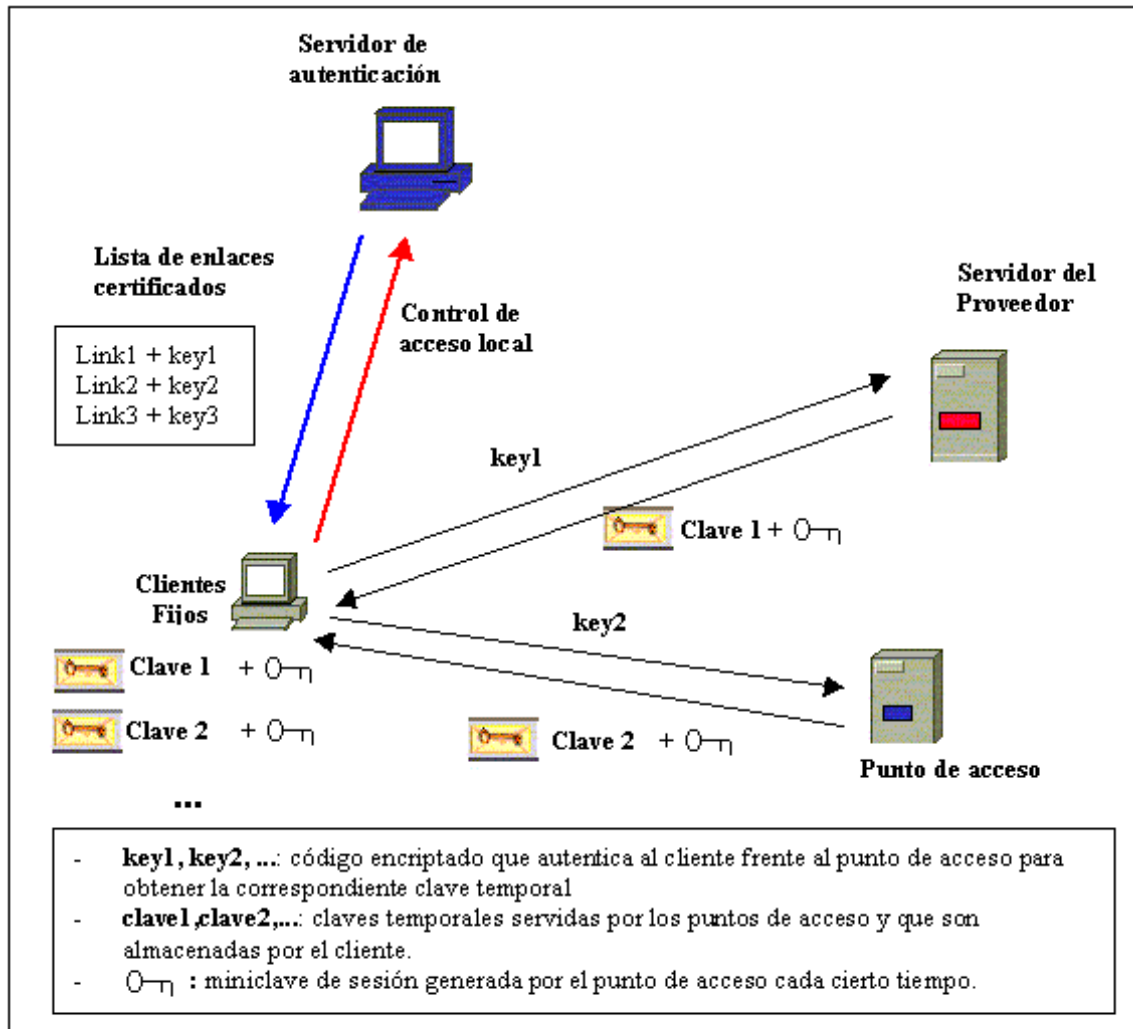 Servidor de
autenticación
Lista de enlaces
certificados
Link1 + key1
Link2 + key2
Link3 + key3
Control de
acceso local
Servidor del
Proveedor
key1
Clave 1 +
Clientes
Fijos
key2
Clave 1 +
Clave 2 +
Clave 2 +
Punto de acceso
...
- key1, key2, ...: código encriptado que autentica al cliente frente al punto de acceso para
obtener la correspondiente clave temporal
- clave1,clave2,...: claves temporales servidas por los puntos de acceso y que son
almacenadas por el cliente.
- : miniclave de sesión generada por el punto de acceso cada cierto tiempo.